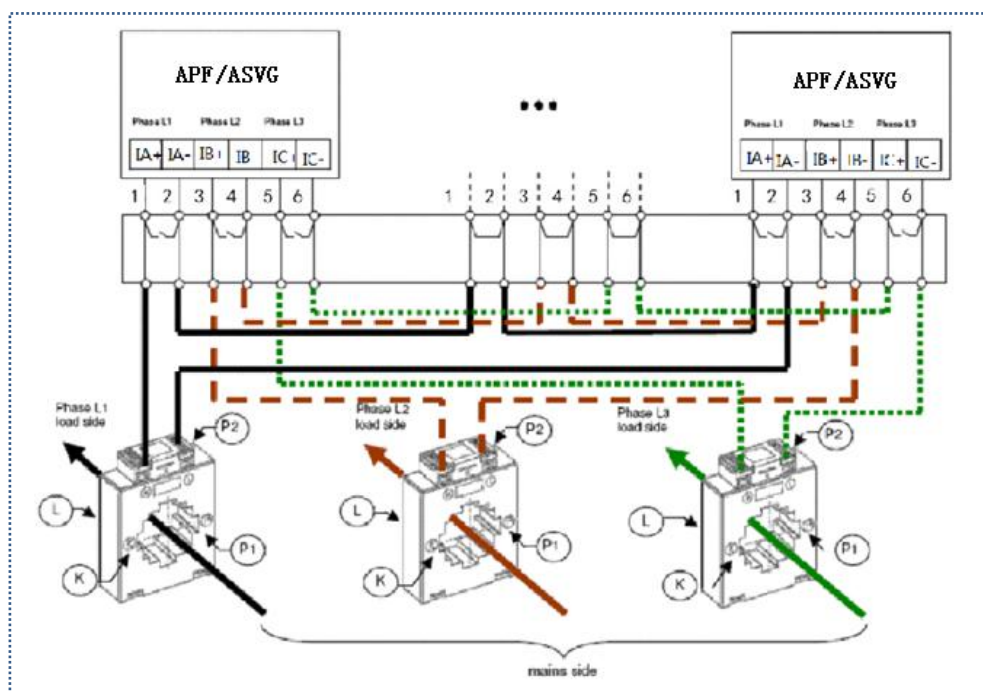 APF/ASVG APF/ASVG
•••
Phase L1 Phase L2 Phase L3 Phase L1 Phase L2 Phase L3
IA+ IA- IB+ IB IC+ IC- IA+ IA- IB+ IB- IC+ IC-
1 2 3 4 5 6 1 2 3 4 5 6 1 2 3 4 5 6
Phase L1
load side
P2
Phase L2
load side
P2
Phase L3
load side
P2
L P1 K
L P1 K
L P1 K
mains side